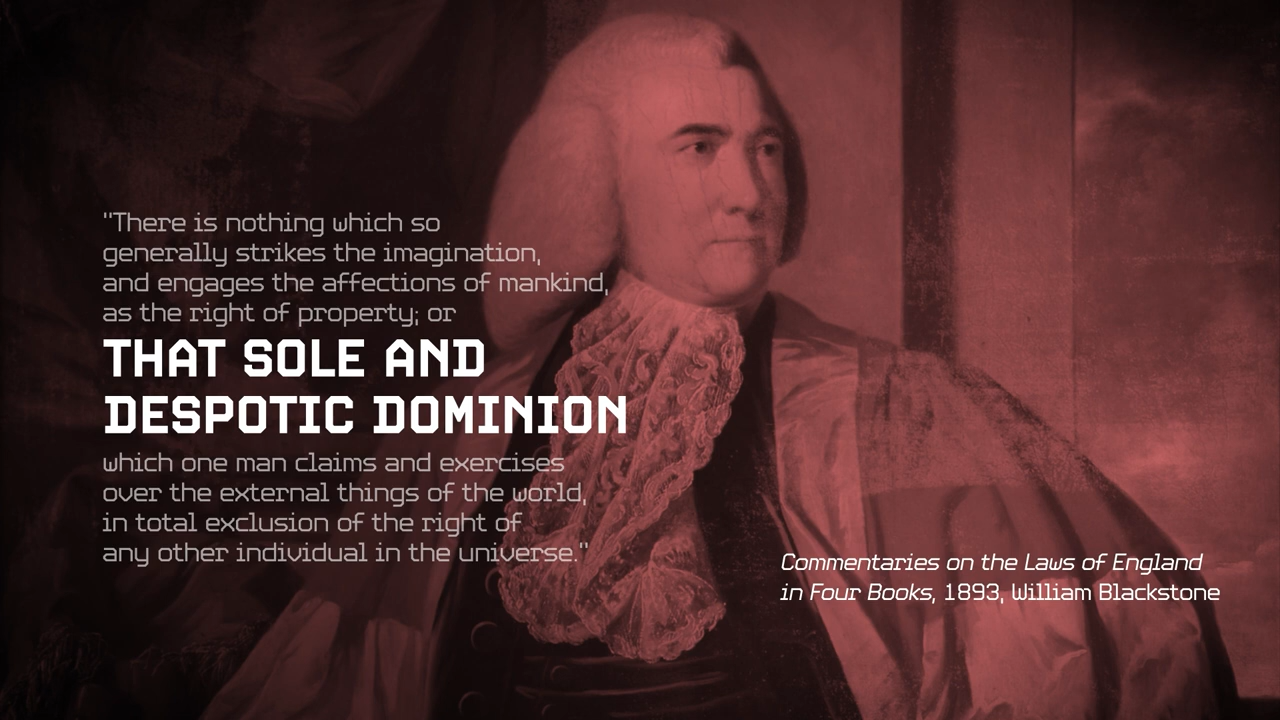 "There is nothing which so
generally strikes the imagination,
and engages the affections of mankind,
as the right of property; or
THAT SOLE AND
DESPOTIC DOMINION
which one man claims and exercises
over the external things of the world,
in total exclusion of the right of
any other individual in the universe."
Commentaries on the Laws of England
in Four Books, 1893, William Blackstone